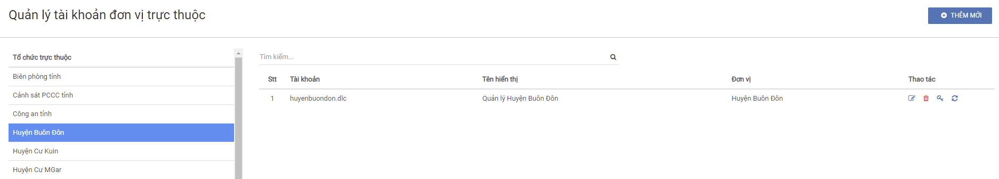 Quản lý tài khoản đơn vị trực thuộc
THÊM MỚI
Tổ chức trực thuộc
Biên phòng tỉnh
Cảnh sát PCCC tỉnh
Công an tỉnh
Huyện Buôn Đôn
Huyện Cư Kuin
Huyện Cư MGar
Tìm kiếm...
Stt Tài khoản Tên hiển thị Đơn vị Thao tác
1 huyenbuondon.dlc Quản lý Huyện Buôn Đôn Huyện Buôn Đôn